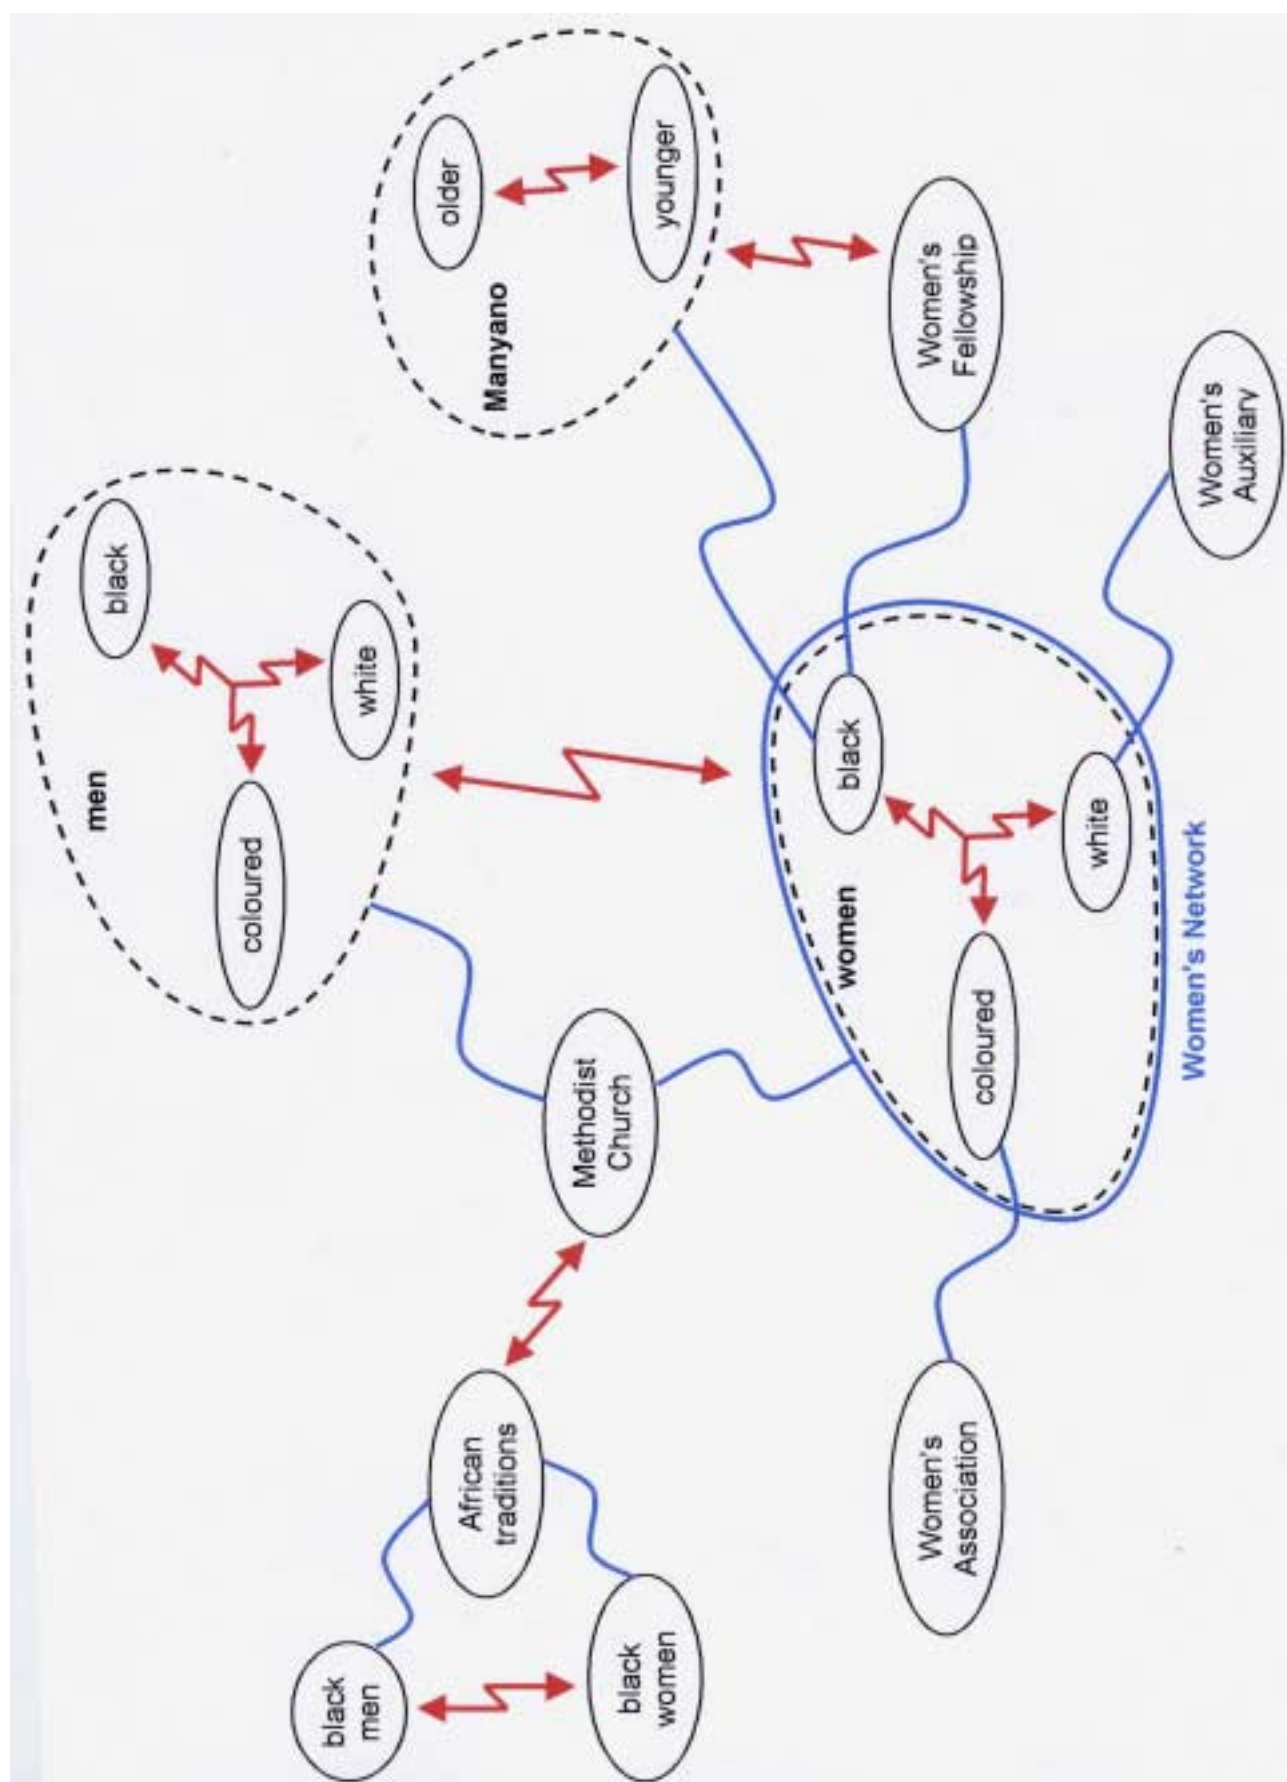 men
black
coloured
white
black
men
older
Manyano
African
traditions
Methodist
Church
black
women
younger
women
black
Women's
Association
Women's
Fellowship
coloured
white
Women's Network
Women's
Auxiliary